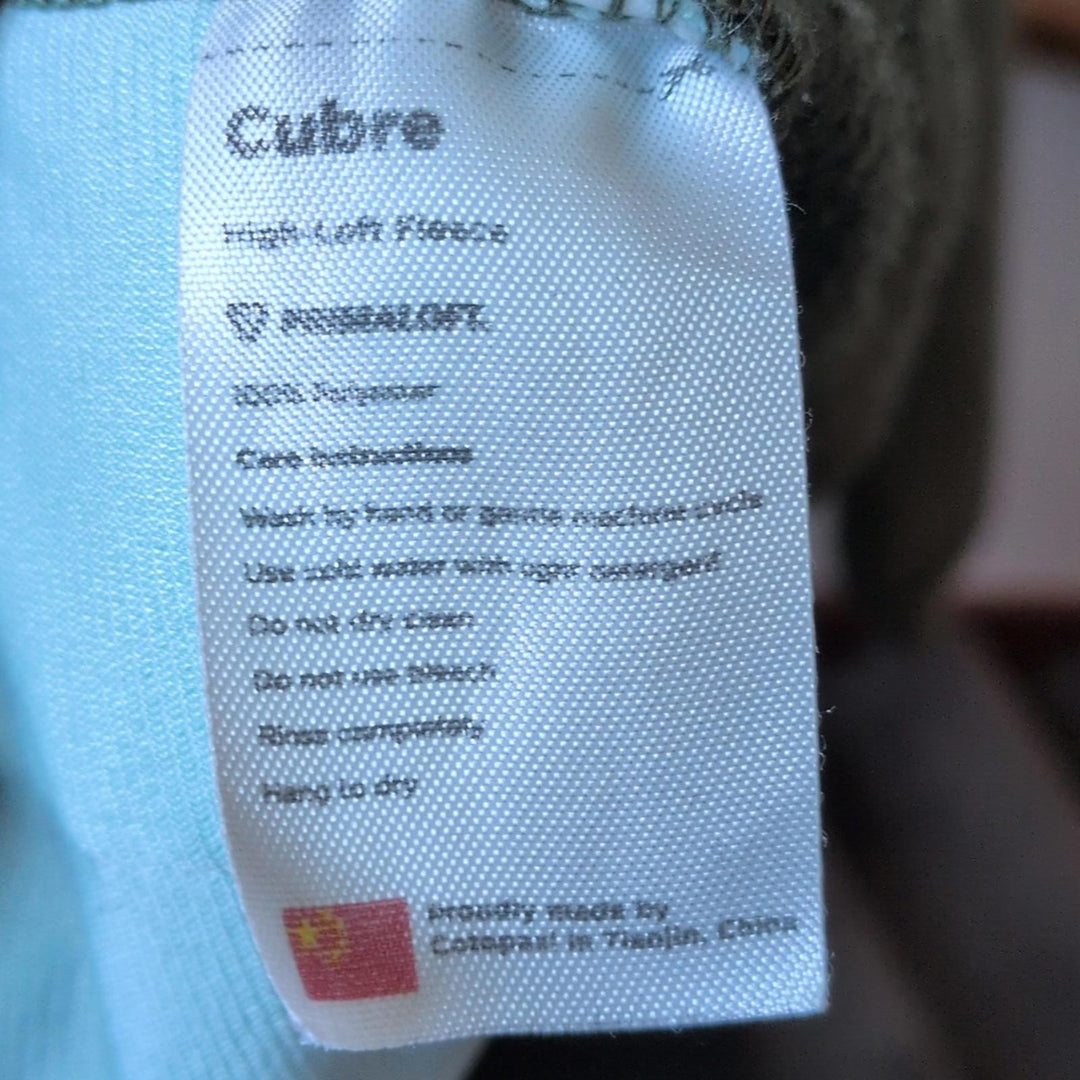 Cubre
High-Loft Fleece
PRIMALOFT.
100% Polyester
Care Instructions
Wash by hand or gentle machine cycle
Use cold water with light detergent
Do not dry clean
Do not use bleach
Rinse completely
Hang to dry
Proudly made by
Cotopaxi in Tianjin, China